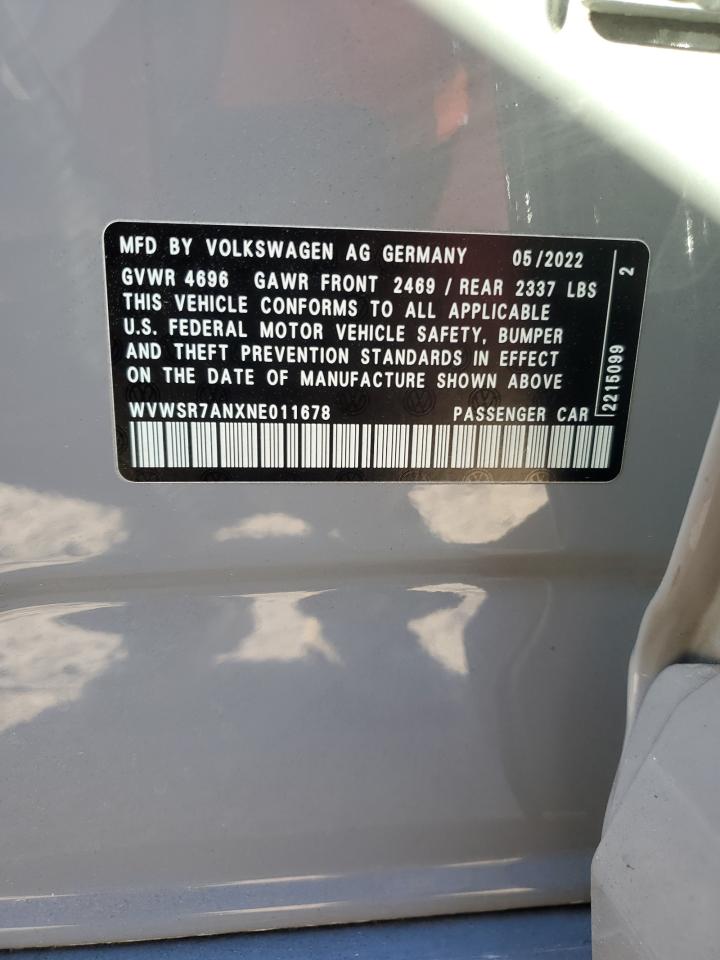 MFD BY VOLKSWAGEN AG GERMANY 05/2022
GVWR 4696 GAWR FRONT 2469 / REAR 2337 LBS
THIS VEHICLE CONFORMS TO ALL APPLICABLE
U.S. FEDERAL MOTOR VEHICLE SAFETY, BUMPER
AND THEFT PREVENTION STANDARDS IN EFFECT
ON THE DATE OF MANUFACTURE SHOWN ABOVE
WVWSR7ANXNE011678 PASSENGER CAR
2215099 2